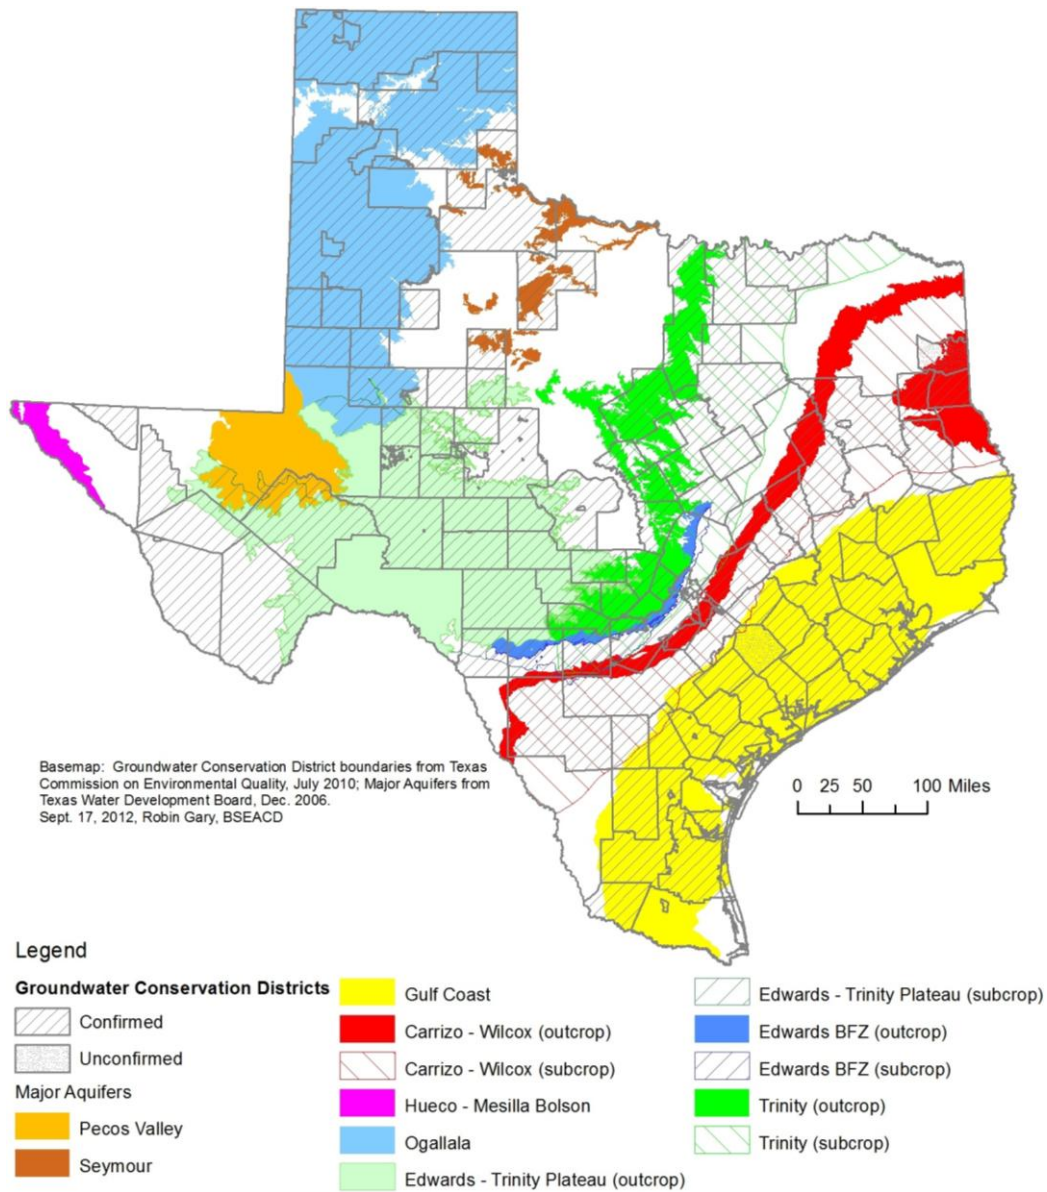 Basemap: Groundwater Conservation District boundaries from Texas
Commission on Environmental Quality, July 2010; Major Aquifers from
Texas Water Development Board, Dec. 2006.
Sept. 17, 2012, Robin Gary, BSEACD
0 25 50 100 Miles
Legend
Groundwater Conservation Districts
Confirmed
Unconfirmed
Major Aquifers
Pecos Valley
Seymour
Gulf Coast
Carrizo - Wilcox (outcrop)
Carrizo - Wilcox (subcrop)
Hueco - Mesilla Bolson
Ogallala
Edwards - Trinity Plateau (outcrop)
Edwards - Trinity Plateau (subcrop)
Edwards BFZ (outcrop)
Edwards BFZ (subcrop)
Trinity (outcrop)
Trinity (subcrop)